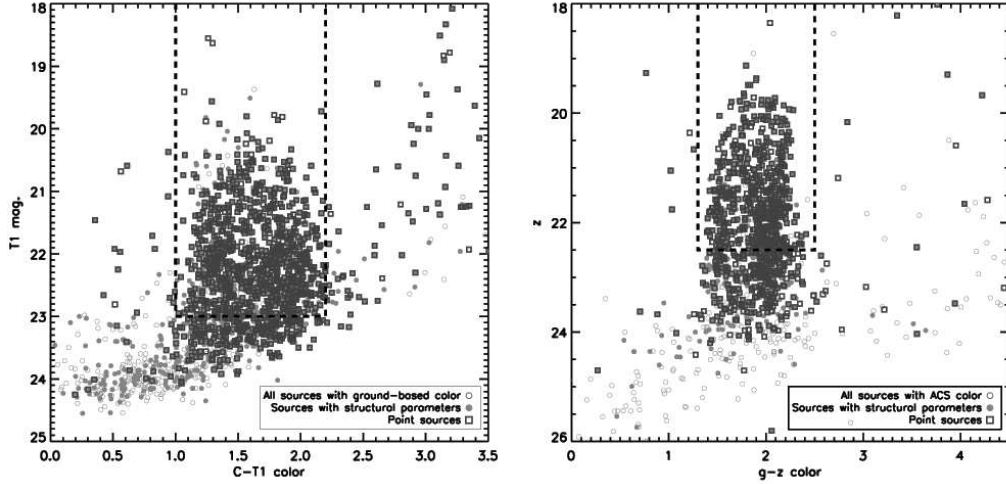 18
19
20
21
22
23
24
25
T1 mag.
0.0 0.5 1.0 1.5 2.0 2.5 3.0 3.5
C-T1 color
All sources with ground-based color
Sources with structural parameters
Point sources
18
20
22
24
26
z
0 1 2 3 4
g-z color
All sources with ACS color
Sources with structural parameters
Point sources